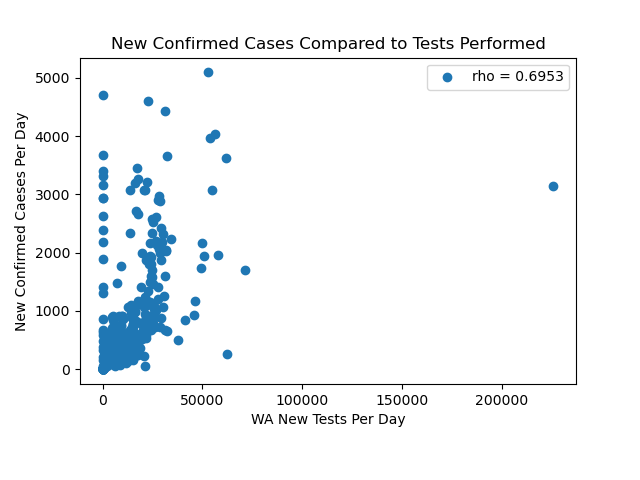 New Confirmed Cases Compared to Tests Performed
rho = 0.6953
5000
4000
3000
2000
1000
0
New Confirmed Caeses Per Day
0
50000
100000
150000
200000
WA New Tests Per Day